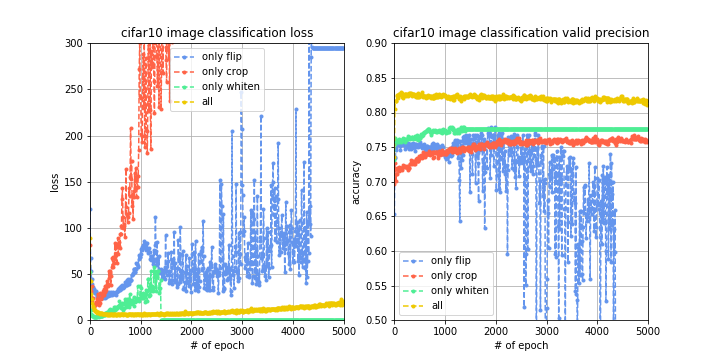 cifar10 image classification loss
300
250
200
150
100
50
0
loss
0 1000 2000 3000 4000 5000
# of epoch
only flip
only crop
only whiten
all
cifar10 image classification valid precision
0.90
0.85
0.80
0.75
0.70
0.65
0.60
0.55
0.50
accuracy
0 1000 2000 3000 4000 5000
# of epoch
only flip
only crop
only whiten
all